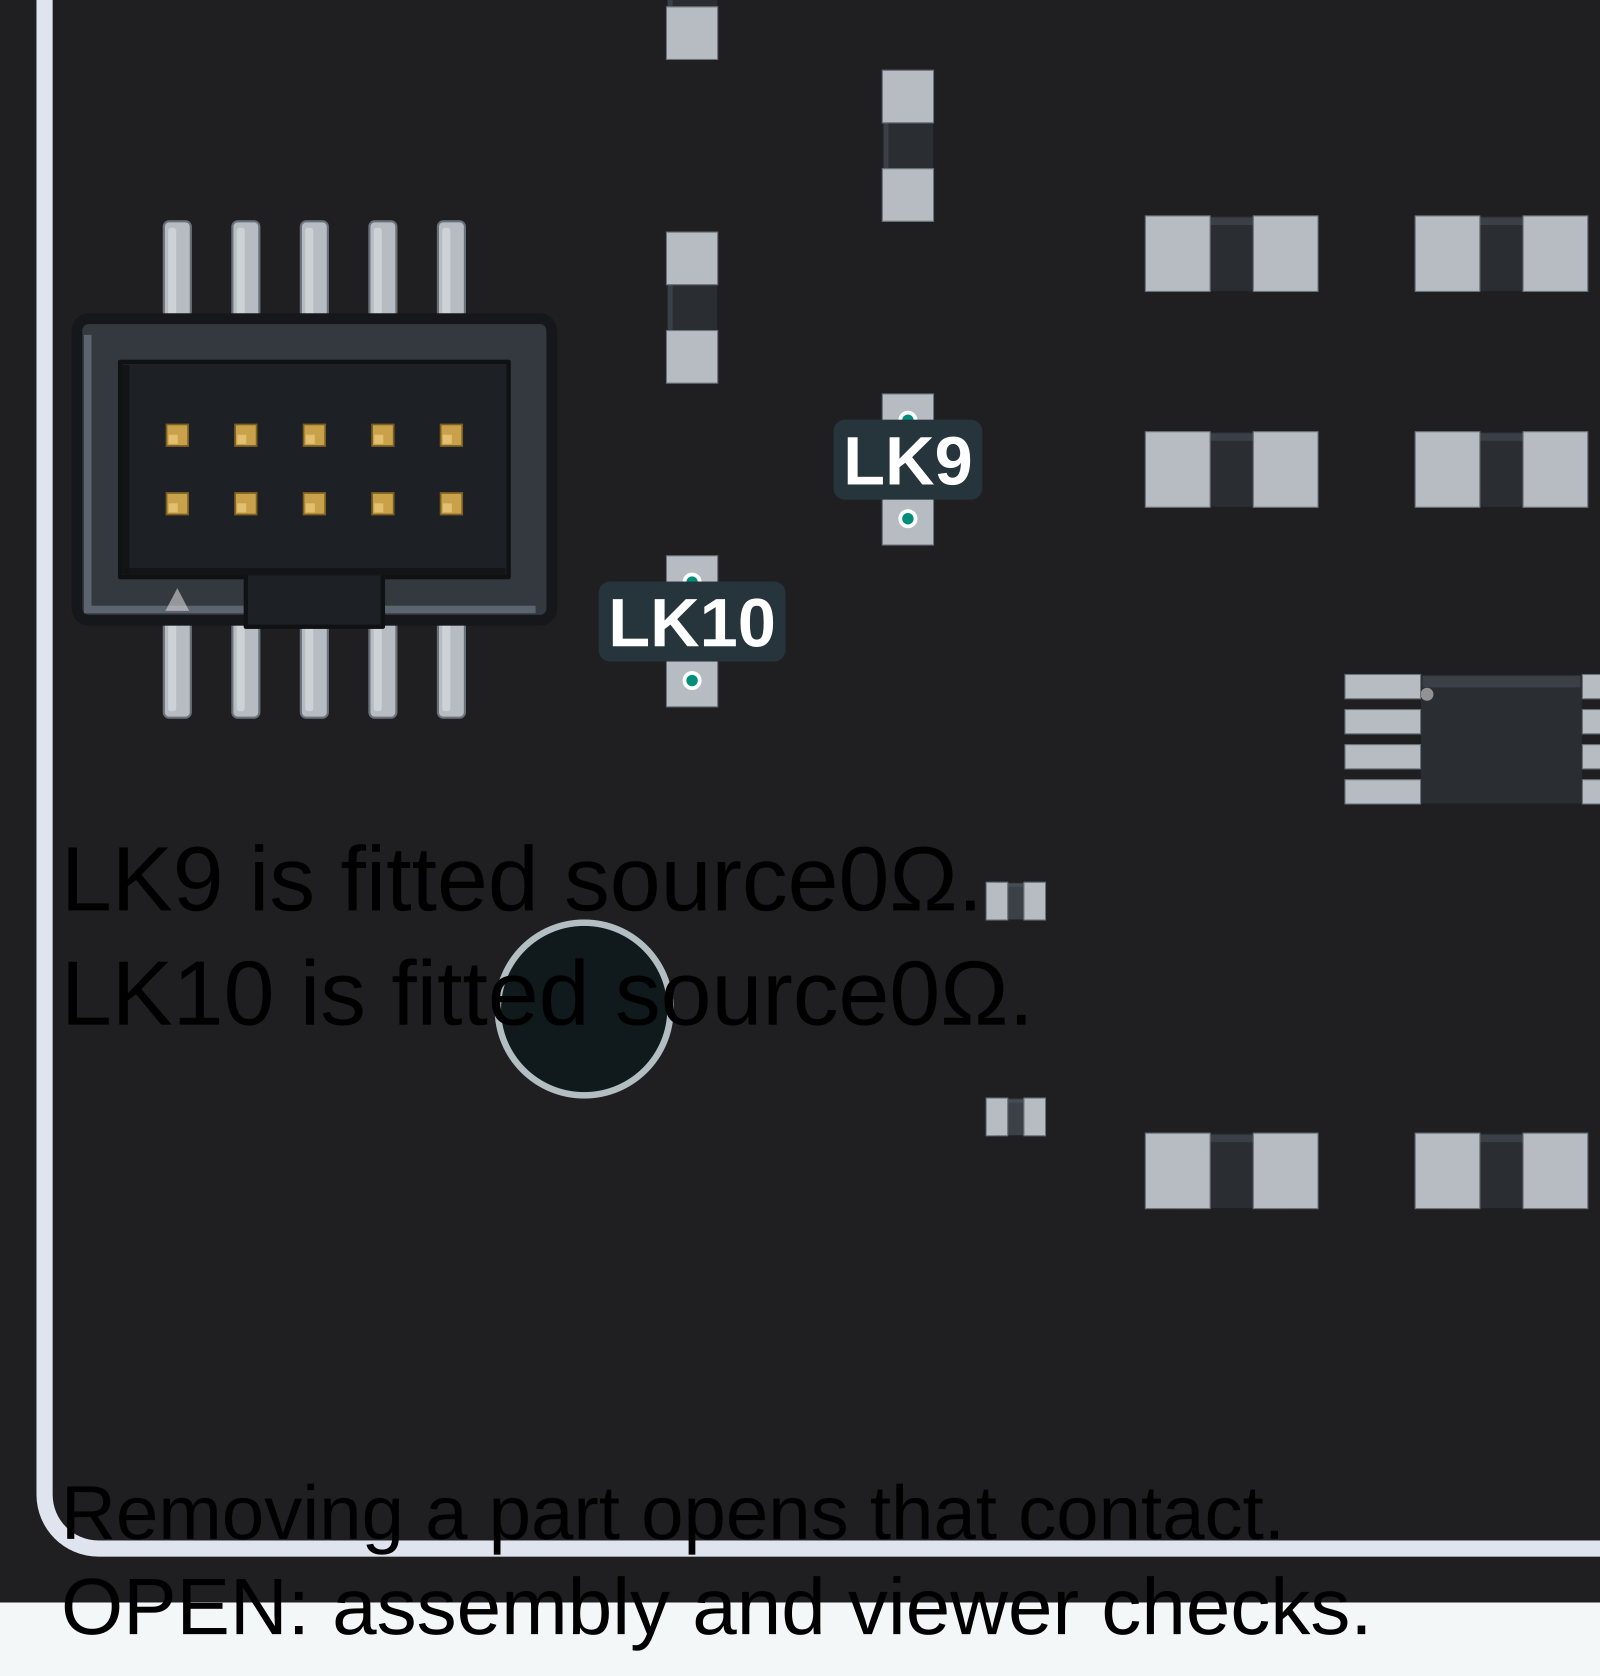 LK9
LK10
LK9 is fitted source0Ω.
LK10 is fitted source0Ω.
Removing a part opens that contact.
OPEN: assembly and viewer checks.